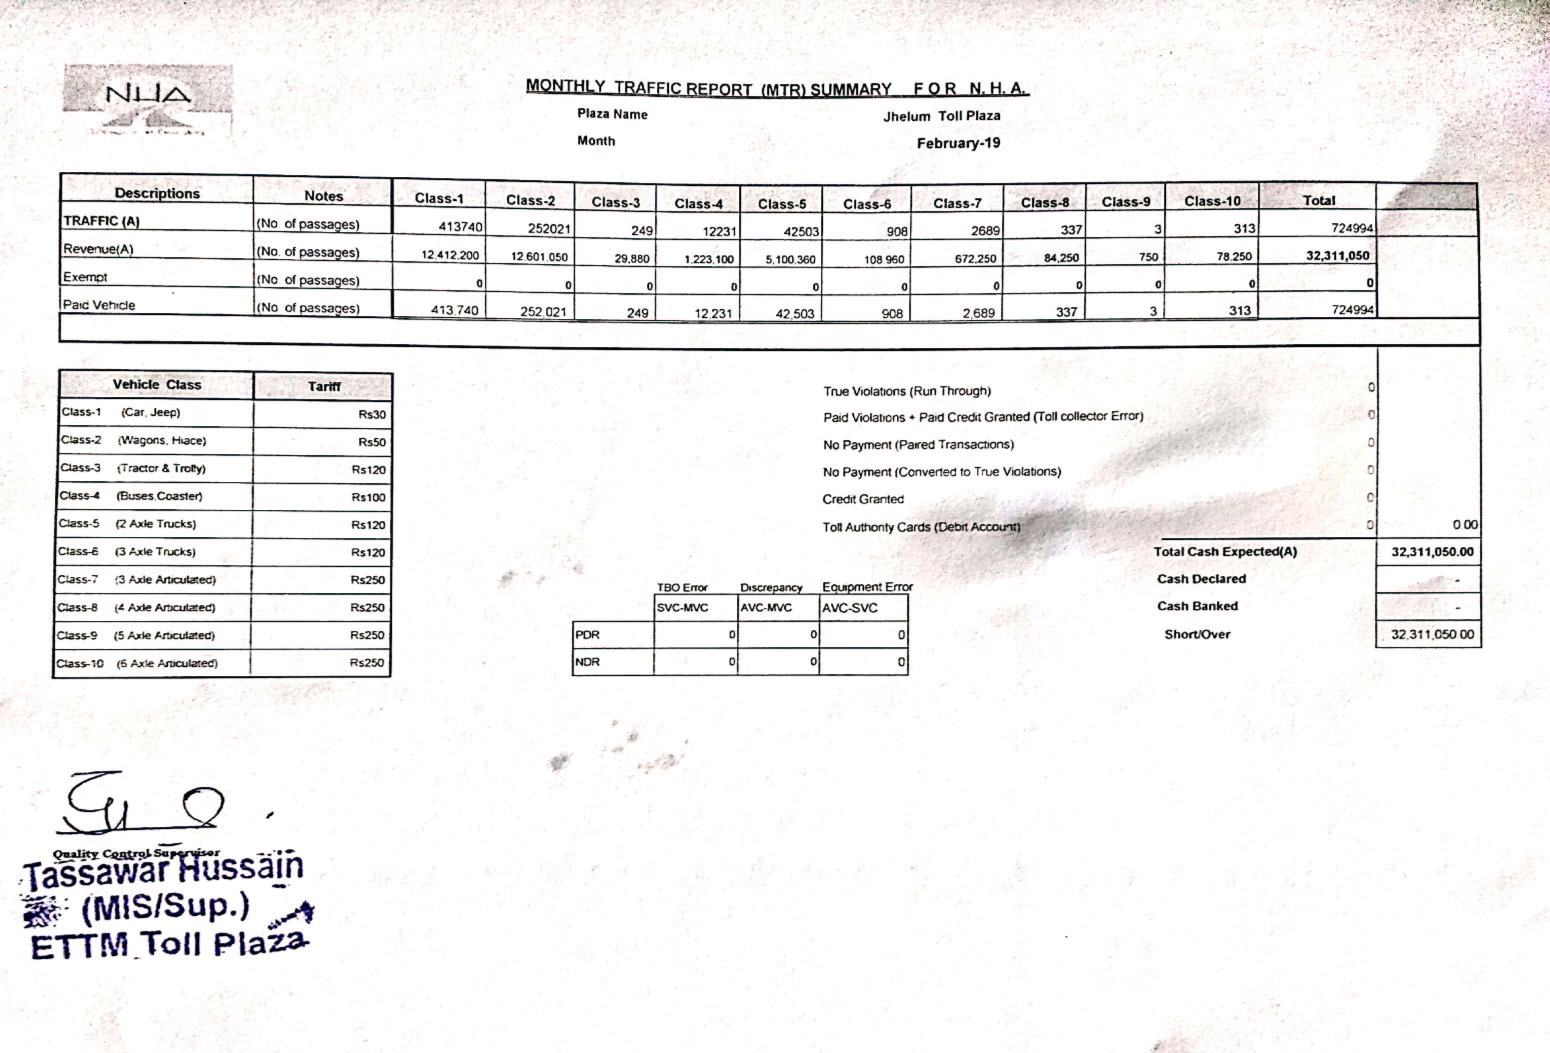 NHA
MONTHLY TRAFFIC REPORT (MTR) SUMMARY FOR N. H. A.
Plaza Name Jhelum Toll Plaza
Month February-19
Descriptions Notes Class-1 Class-2 Class-3 Class-4 Class-5 Class-6 Class-7 Class-8 Class-9 Class-10 Total
TRAFFIC (A) (No of passages) 413740 252021 249 12231 42503 908 2689 337 3 313 724994
Revenue(A) (No. of passages) 12,412,200 12 601,050 29,880 1,223,100 5,100,360 108 960 672,250 84,250 750 78,250 32,311,050
Exempt (No of passages) 0 0 0 0 0 0 0 0 0 0 0
Paid Vehicle (No of passages) 413,740 252,021 249 12,231 42,503 908 2,689 337 3 313 724994
Vehicle Class Tariff
Class-1 (Car, Jeep) Rs30
Class-2 (Wagons, Hiace) Rs50
Class-3 (Tractor & Trolly) Rs120
Class-4 (Buses,Coaster) Rs100
Class-5 (2 Axle Trucks) Rs120
Class-6 (3 Axle Trucks) Rs120
Class-7 (3 Axle Articulated) Rs250
Class-8 (4 Axle Articulated) Rs250
Class-9 (5 Axle Articulated) Rs250
Class-10 (6 Axle Articulated) Rs250
True Violations (Run Through) 0
Paid Violations + Paid Credit Granted (Toll collector Error) 0
No Payment (Paired Transactions) 0
No Payment (Converted to True Violations) 0
Credit Granted 0
Toll Authority Cards (Debit Account) 0 0 00
Total Cash Expected(A) 32,311,050.00
Cash Declared -
Cash Banked -
Short/Over 32,311,050 00
TBO Error Discrepancy Equipment Error
SVC-MVC AVC-MVC AVC-SVC
PDR 0 0 0
NDR 0 0 0
Quality Control Supervisor
Tassawar Hussain
(MIS/Sup.)
ETTM Toll Plaza